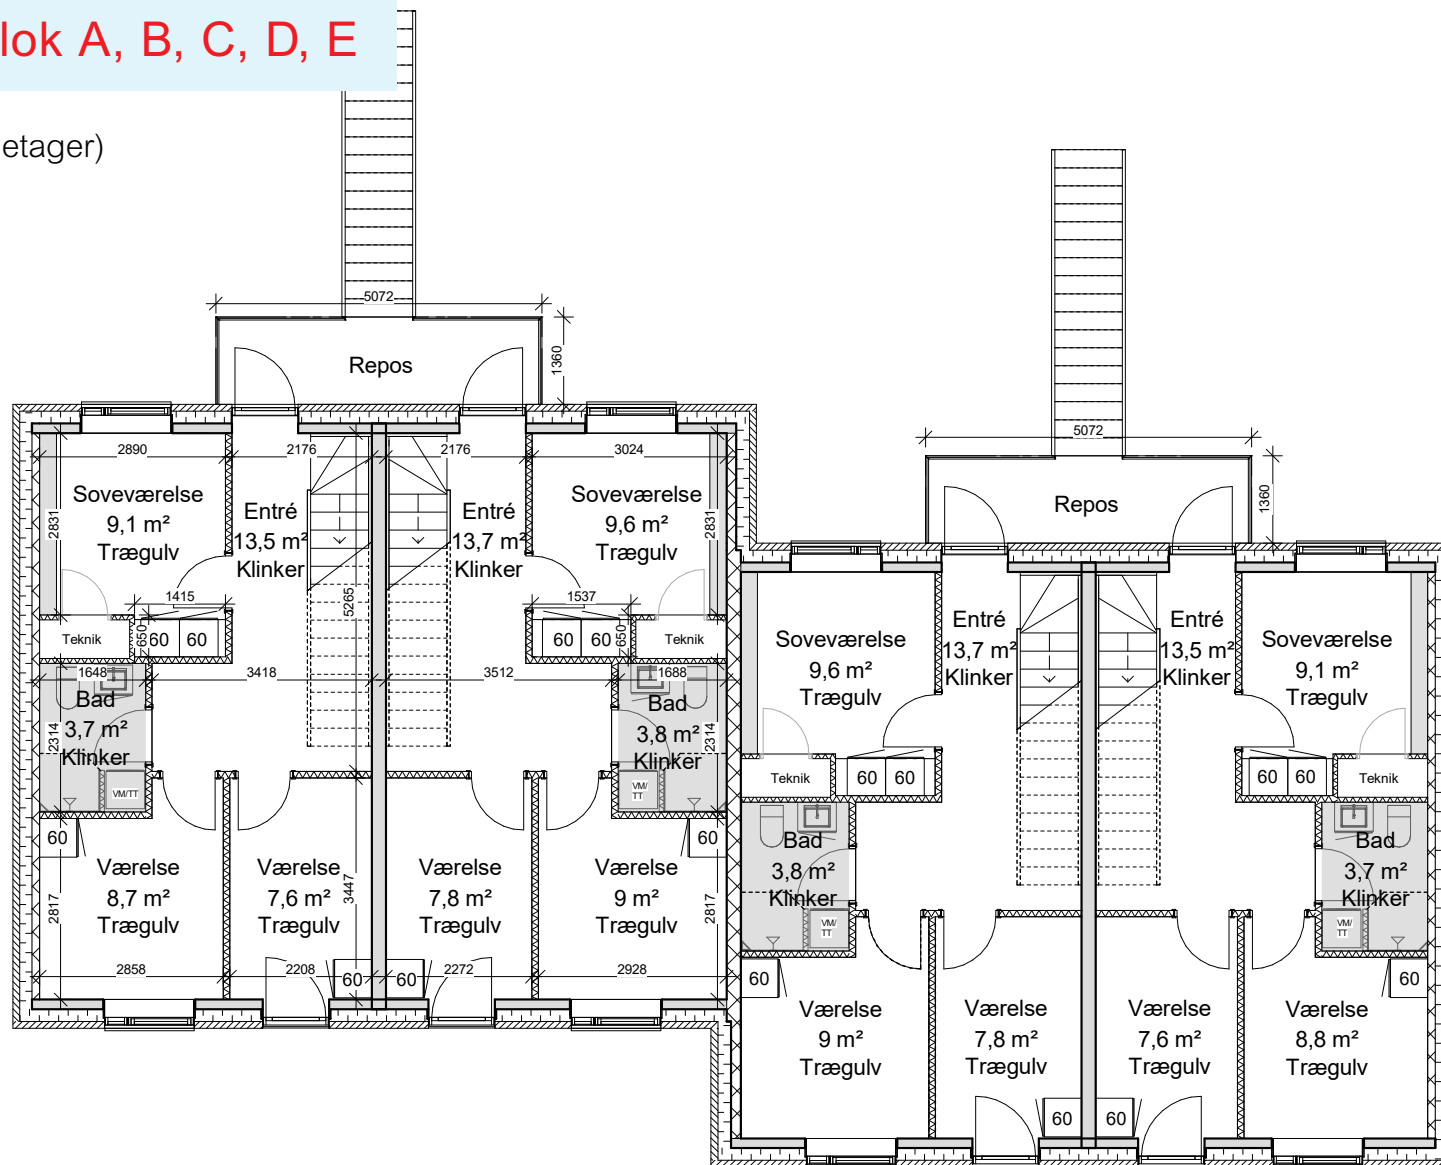 lok A, B, C, D, E
etager)
5072
1360
Repos
2890
2176
2176
3024
Soveværelse
9,1 m²
Trægulv
2831
Entré
13,5 m²
Klinker
Entré
13,7 m²
Klinker
Soveværelse
9,6 m²
Trægulv
2831
1415
5265
1537
Teknik
650
60
60
60
60
650
Teknik
1648
3418
3512
1688
Bad
3,7 m²
Klinker
2314
VM/TT
Bad
3,8 m²
Klinker
2314
VM/
TT
60
60
Værelse
8,7 m²
Trægulv
2817
Værelse
7,6 m²
Trægulv
3447
Værelse
7,8 m²
Trægulv
Værelse
9 m²
Trægulv
2817
2858
2208
60
60
2272
2928
5072
1360
Repos
Soveværelse
9,6 m²
Trægulv
Entré
13,7 m²
Klinker
Entré
13,5 m²
Klinker
Soveværelse
9,1 m²
Trægulv
Teknik
60
60
60
60
Teknik
Bad
3,8 m²
Klinker
VM/
TT
Bad
3,7 m²
Klinker
VM/
TT
60
60
Værelse
9 m²
Trægulv
Værelse
7,8 m²
Trægulv
Værelse
7,6 m²
Trægulv
Værelse
8,8 m²
Trægulv
60
60